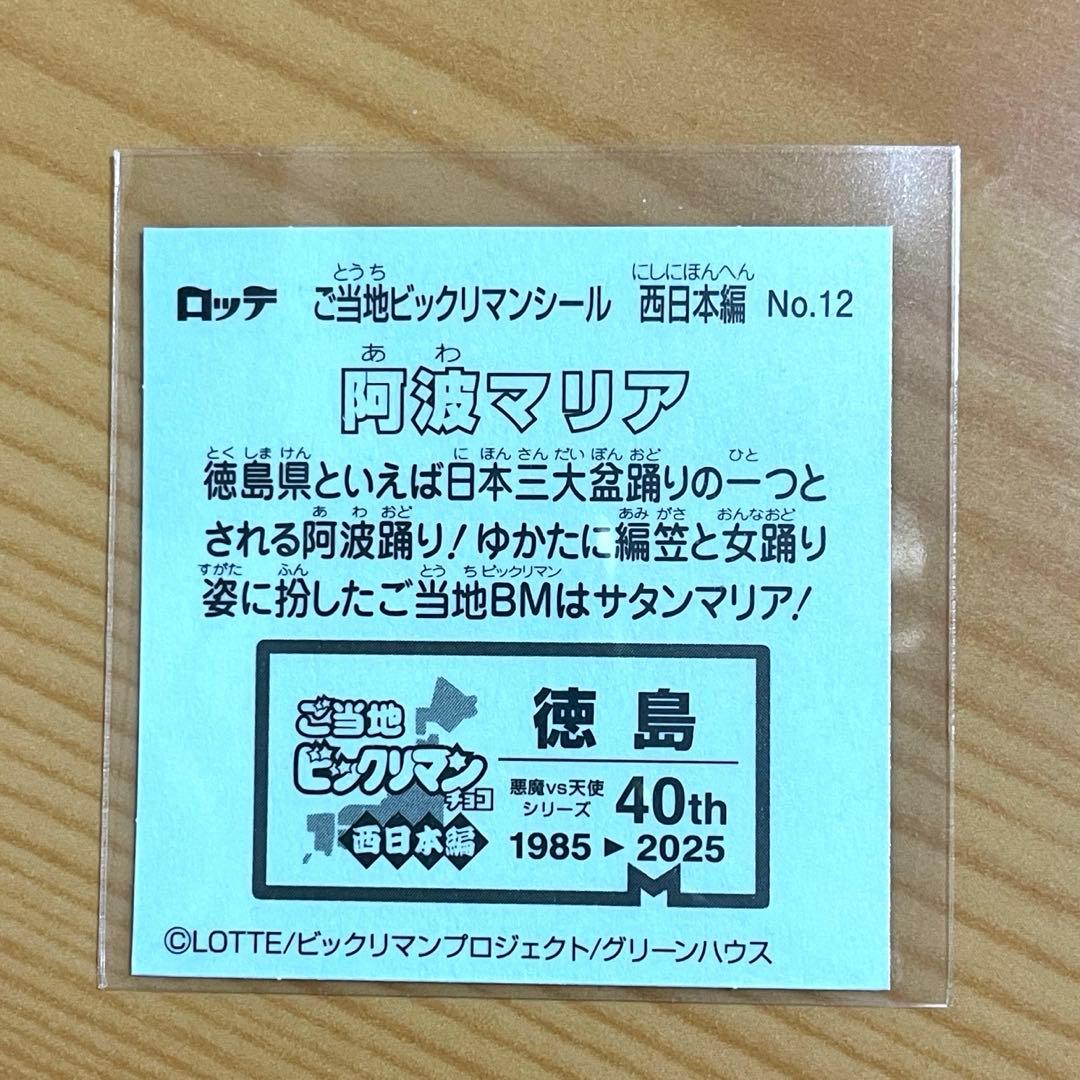 ロッテ ご当地ビックリマンシール 西日本編 No.12
とうち にしにほんへん
阿波マリア
あわ
徳島県といえば日本三大盆踊りの一つと
とくしまけん にほんさんだいぼんおど ひと
される阿波踊り!ゆかたに編笠と女踊り
あわおど あみがさ おんなおど
姿に扮したご当地BMはサタンマリア!
すがた ふん とうちビックリマン
ご当地
ビックリマン
チョコ
西日本編
徳島
悪魔vs天使
シリーズ
40th
1985▶2025
©LOTTE/ビックリマンプロジェクト/グリーンハウス